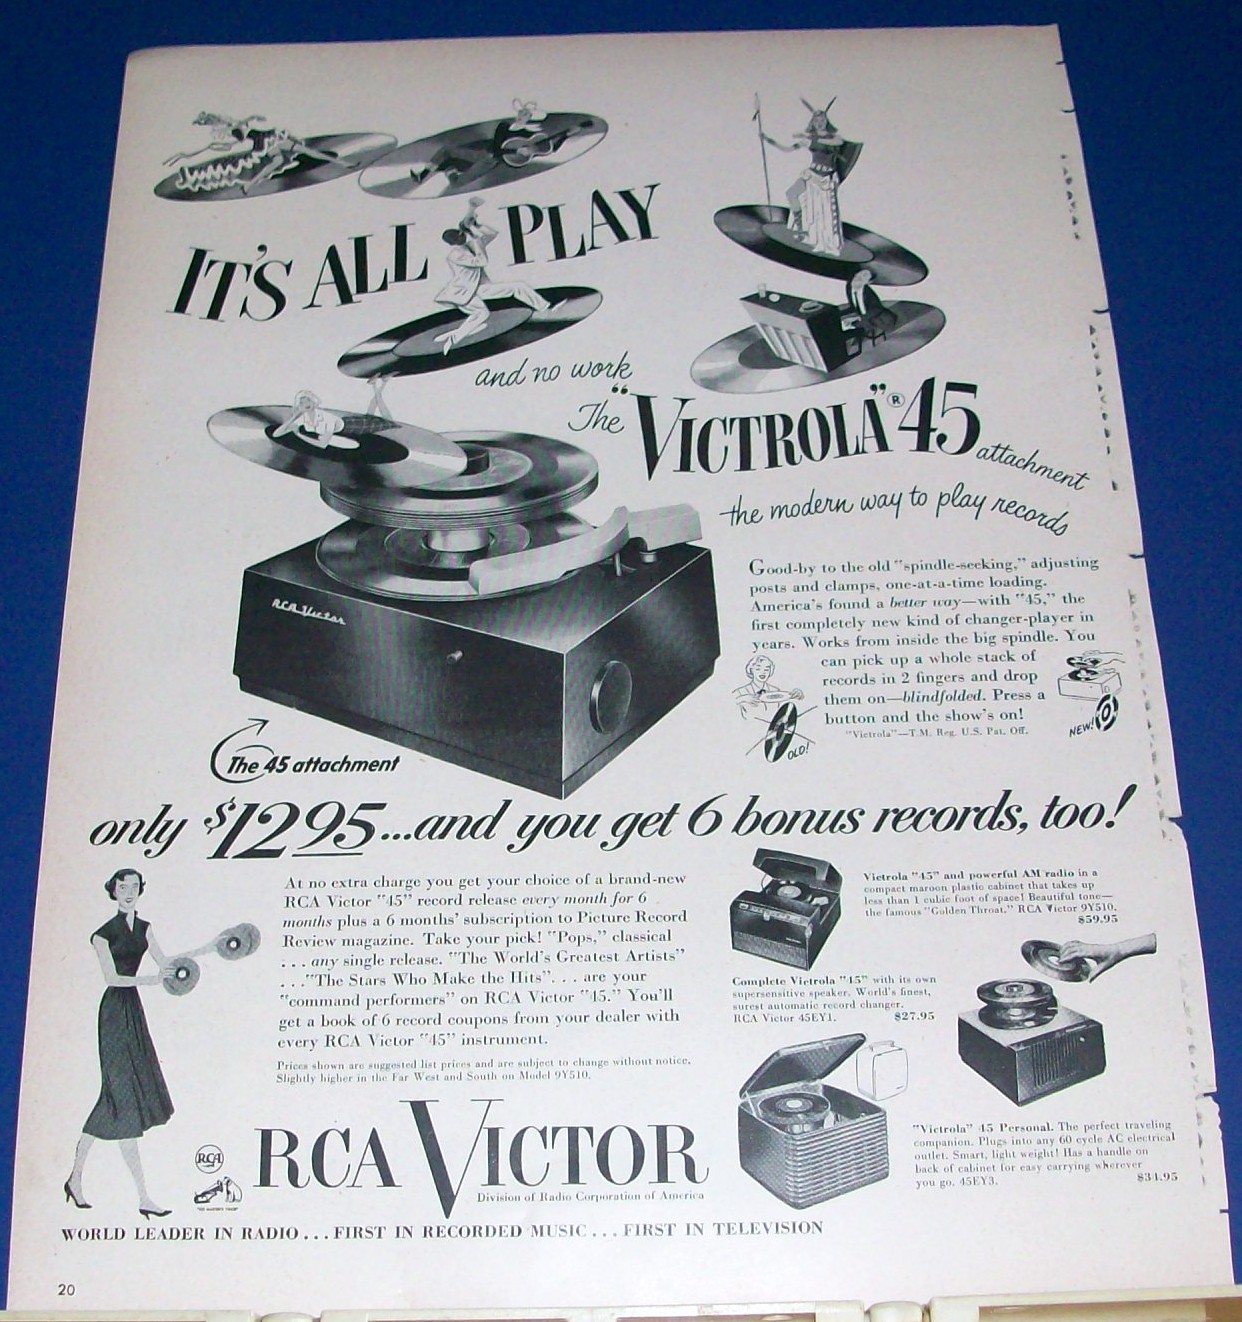 IT'S ALL PLAY
and no work
The "VICTROLA"® 45 attachment
the modern way to play records
Good-by to the old "spindle-seeking," adjusting
posts and clamps, one-at-a-time loading.
America's found a better way—with "45," the
first completely new kind of changer-player in
years. Works from inside the big spindle. You
can pick up a whole stack of
records in 2 fingers and drop
them on—blindfolded. Press a
button and the show's on!
"Victrola"—T.M. Reg. U.S. Pat. Off.
OLD!
NEW!
RCA Victor
The 45 attachment
only $12.95...and you get 6 bonus records, too!
At no extra charge you get your choice of a brand-new
RCA Victor "45" record release every month for 6
months plus a 6 months' subscription to Picture Record
Review magazine. Take your pick! "Pops," classical
. . . any single release. "The World's Greatest Artists"
. . . "The Stars Who Make the Hits" . . . are your
"command performers" on RCA Victor "45." You'll
get a book of 6 record coupons from your dealer with
every RCA Victor "45" instrument.
Prices shown are suggested list prices and are subject to change without notice.
Slightly higher in the Far West and South on Model 9Y510.
Victrola "45" and powerful AM radio in a
compact maroon plastic cabinet that takes up
less than 1 cubic foot of space! Beautiful tone—
the famous "Golden Throat." RCA Victor 9Y510.
$59.95
Complete Victrola "45" with its own
supersensitive speaker. World's finest,
surest automatic record changer.
RCA Victor 45EY1. $27.95
"Victrola" 45 Personal. The perfect traveling
companion. Plugs into any 60 cycle AC electrical
outlet. Smart, light weight! Has a handle on
back of cabinet for easy carrying wherever
you go. 45EY3. $34.95
RCA
"HIS MASTER'S VOICE"
RCA VICTOR
Division of Radio Corporation of America
WORLD LEADER IN RADIO . . . FIRST IN RECORDED MUSIC . . . FIRST IN TELEVISION
20